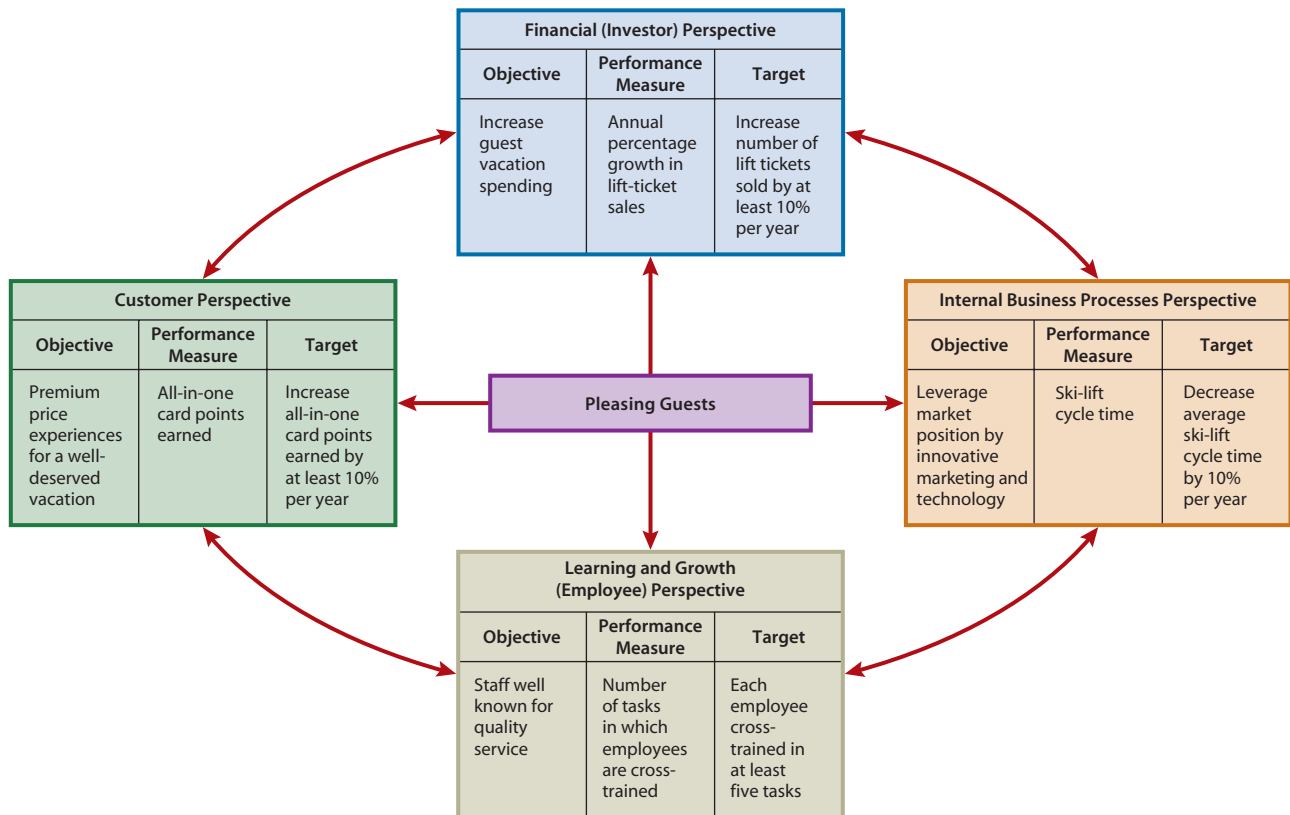 Financial (Investor) Perspective
Objective
Performance
Measure
Target
Increase
guest
vacation
spending
Annual
percentage
growth in
lift-ticket
sales
Increase
number of
lift tickets
sold by at
least 10%
per year
Customer Perspective
Objective
Performance
Measure
Target
Premium
price
experiences
for a well-
deserved
vacation
All-in-one
card points
earned
Increase
all-in-one
card points
earned by
at least 10%
per year
Pleasing Guests
Internal Business Processes Perspective
Objective
Performance
Measure
Target
Leverage
market
position by
innovative
marketing and
technology
Ski-lift
cycle time
Decrease
average
ski-lift
cycle time
by 10%
per year
Learning and Growth
(Employee) Perspective
Objective
Performance
Measure
Target
Staff well
known for
quality
service
Number
of tasks
in which
employees
are cross-
trained
Each
employee
cross-
trained in
at least
five tasks